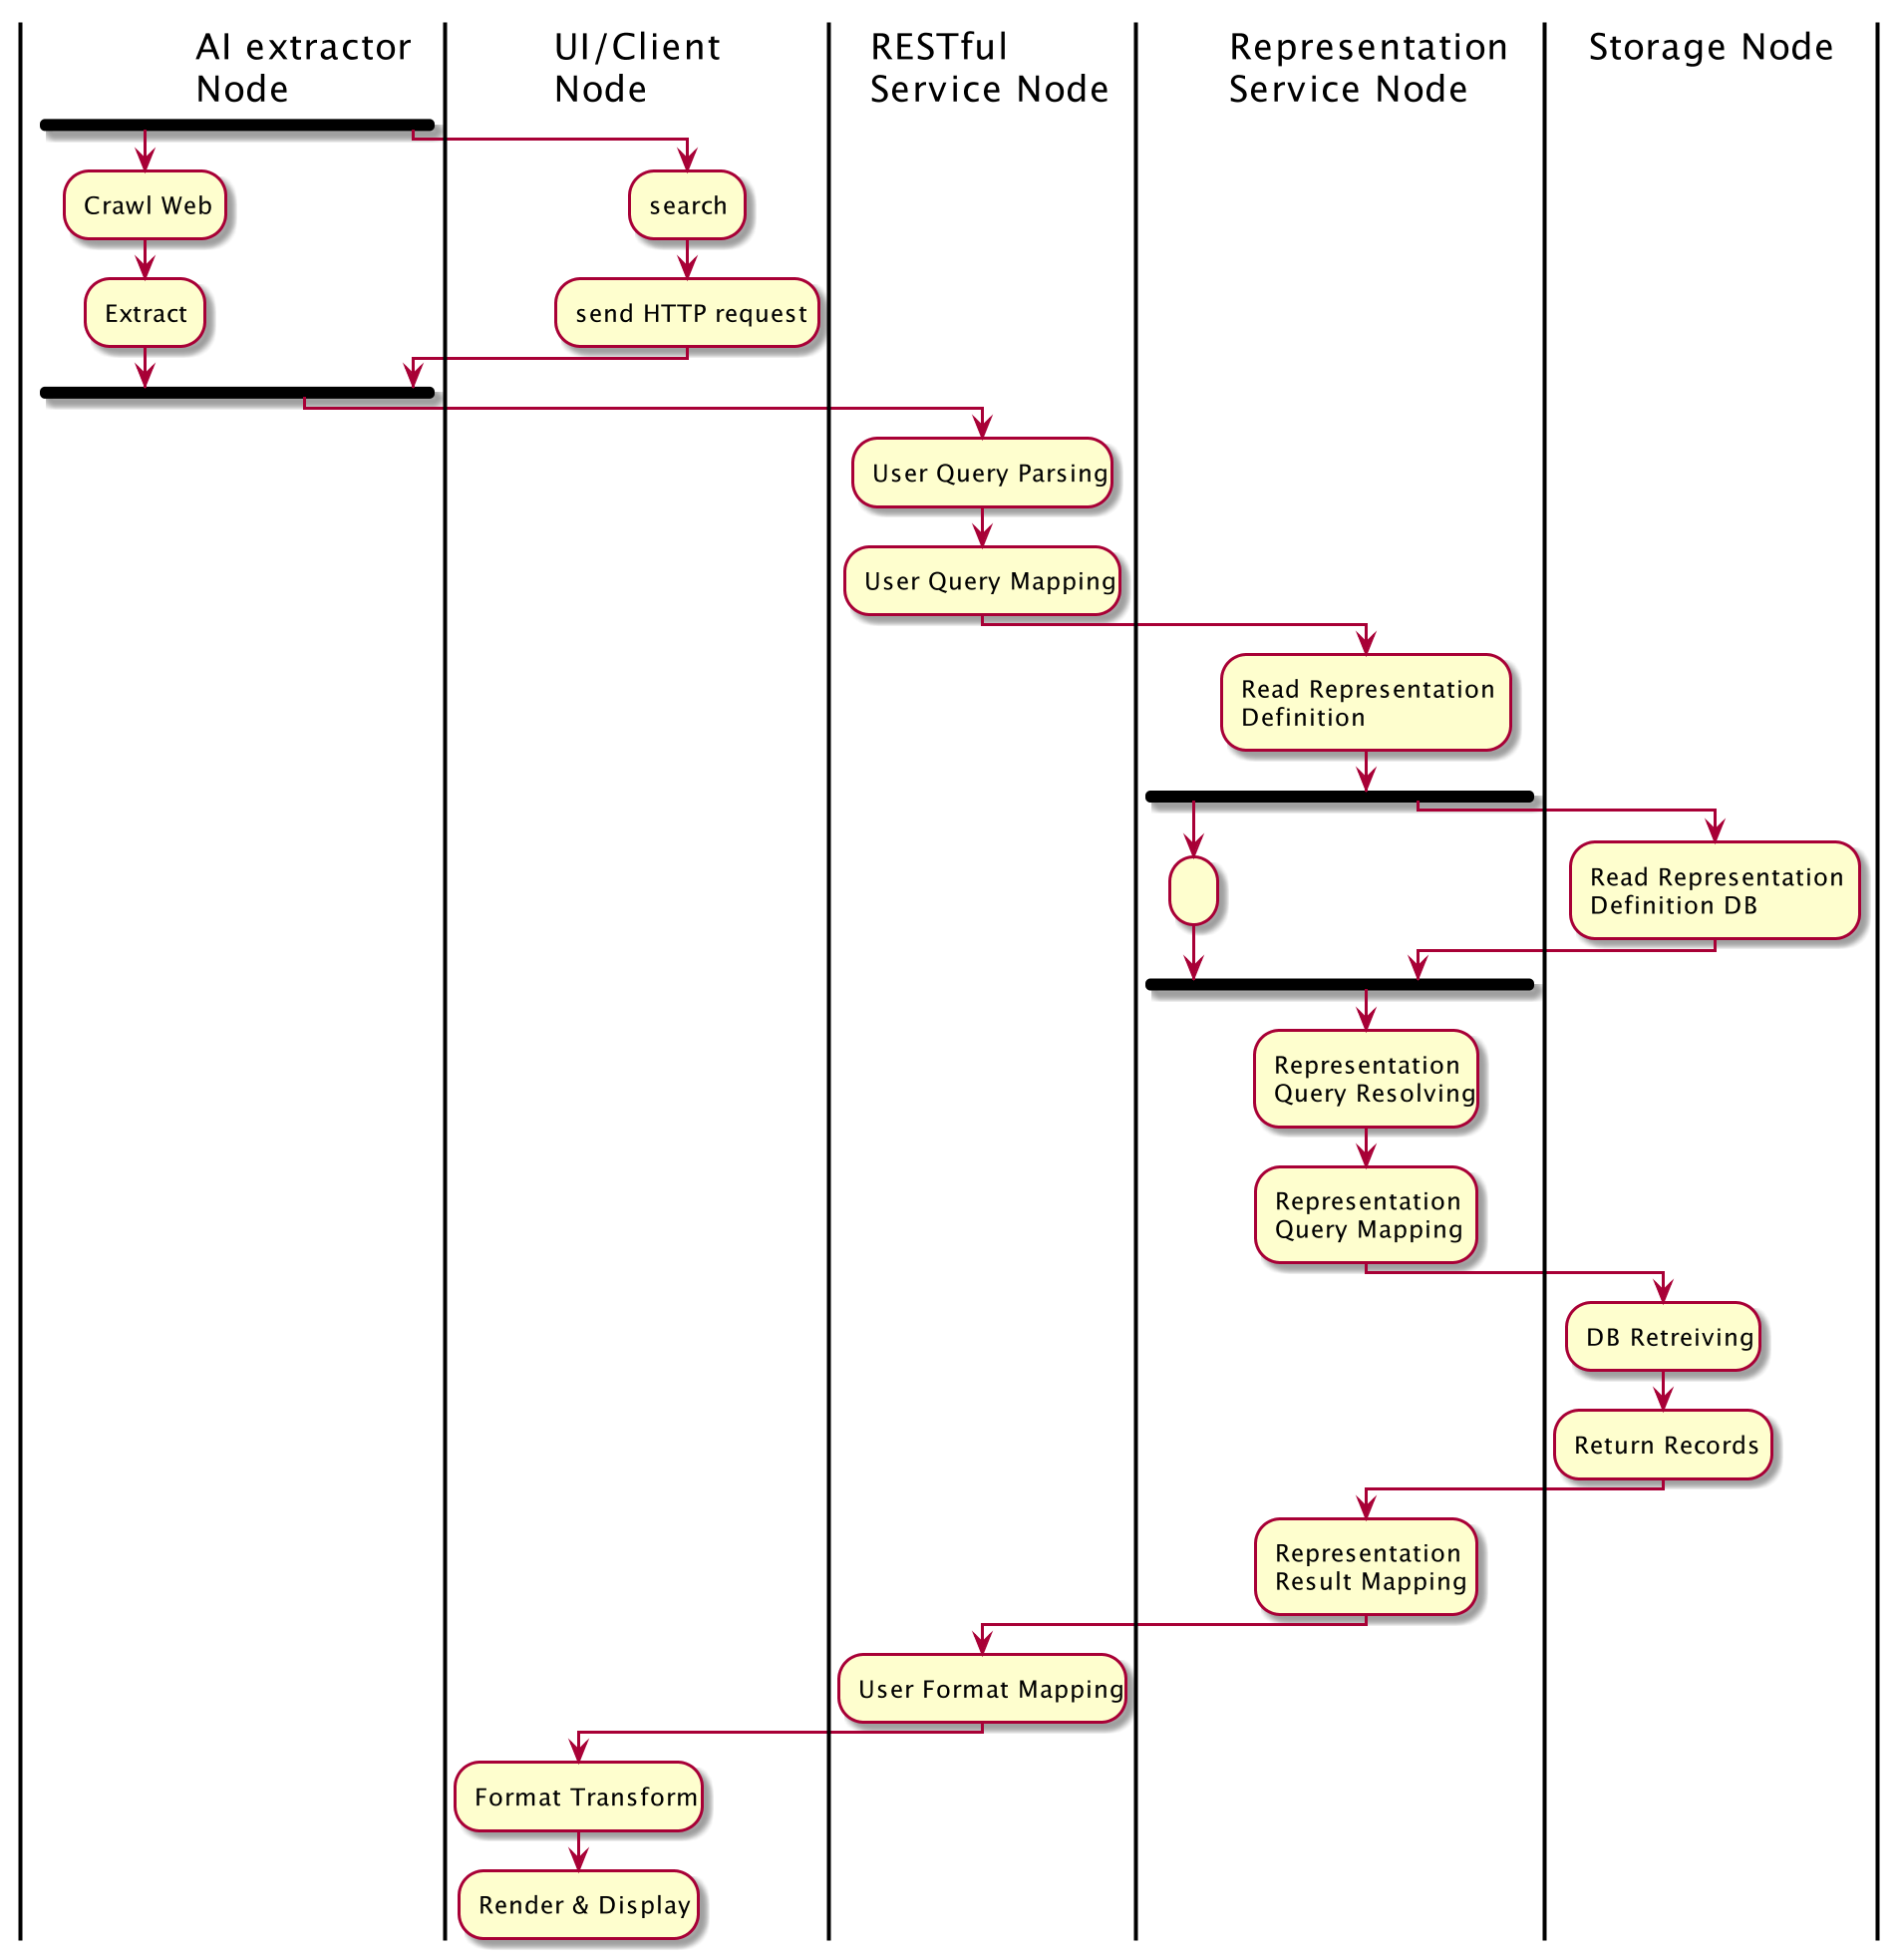 AI extractor
Node
UI/Client
Node
RESTful
Service Node
Representation
Service Node
Storage Node
Crawl Web
search
Extract
send HTTP request
User Query Parsing
User Query Mapping
Read Representation
Definition
Read Representation
Definition DB
Representation
Query Resolving
Representation
Query Mapping
DB Retreiving
Return Records
Representation
Result Mapping
User Format Mapping
Format Transform
Render & Display